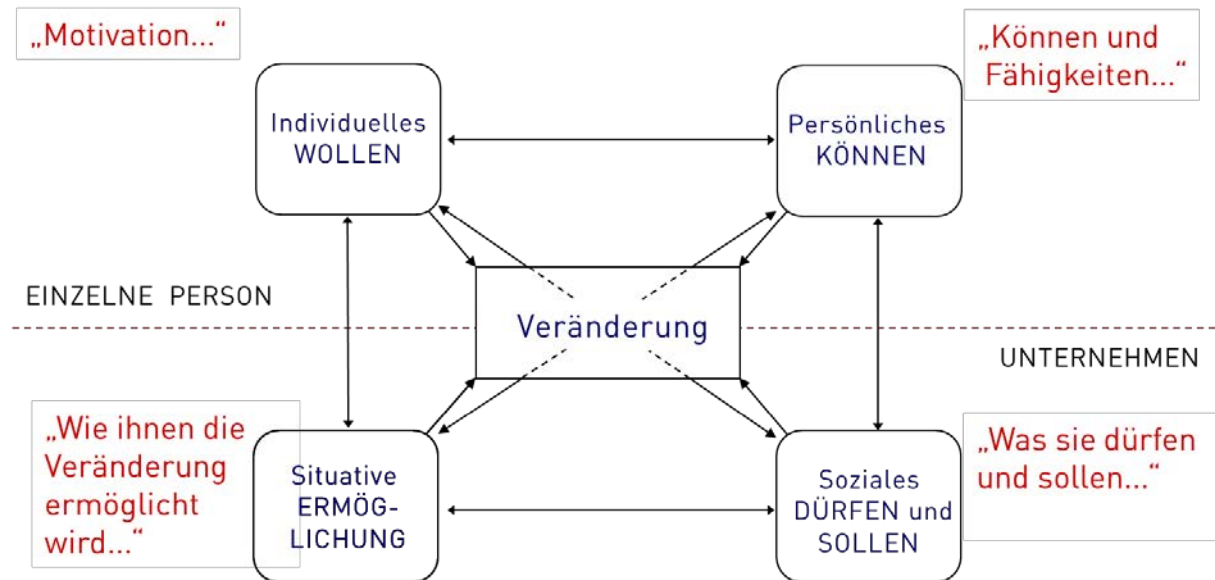 „Motivation...“
„Können und
Fähigkeiten...“
Individuelles
WOLLEN
Persönliches
KÖNNEN
EINZELNE PERSON
Veränderung
UNTERNEHMEN
„Wie ihnen die
Veränderung
ermöglicht
wird...“
Situative
ERMÖG-
LICHUNG
Soziales
DÜRFEN und
SOLLEN
„Was sie dürfen
und sollen...“